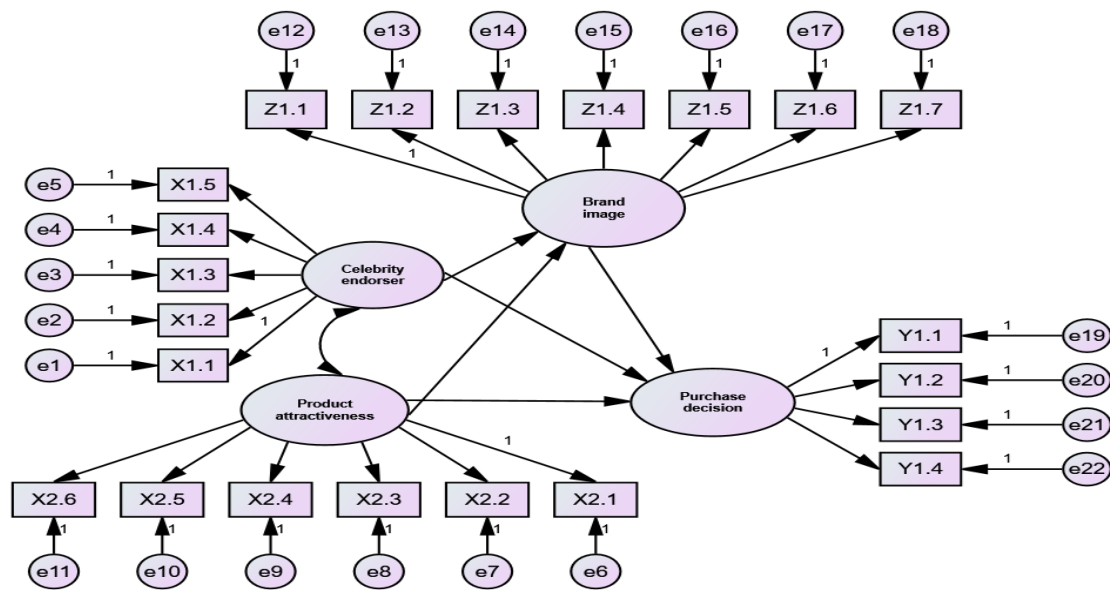 e12 e13 e14 e15 e16 e17 e18
1 1 1 1 1 1 1
Z1.1 Z1.2 Z1.3 Z1.4 Z1.5 Z1.6 Z1.7
1
Brand
image
e5 1 X1.5
e4 1 X1.4
e3 1 X1.3
e2 1 X1.2
e1 1 X1.1
1
Celebrity
endorser
Product
attractiveness
Purchase
decision
1
Y1.1 1 e19
Y1.2 1 e20
Y1.3 1 e21
Y1.4 1 e22
1
X2.6 X2.5 X2.4 X2.3 X2.2 X2.1
1 1 1 1 1 1
e11 e10 e9 e8 e7 e6